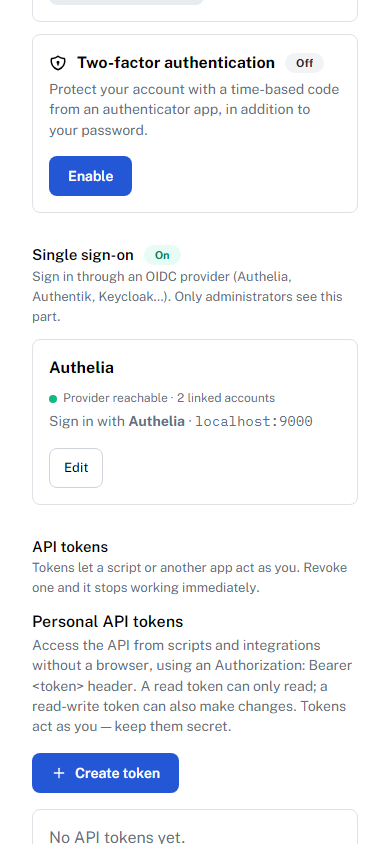 Two-factor authentication Off
Protect your account with a time-based code
from an authenticator app, in addition to
your password.
Enable
Single sign-on On
Sign in through an OIDC provider (Authelia,
Authentik, Keycloak...). Only administrators see this
part.
Authelia
Provider reachable · 2 linked accounts
Sign in with Authelia · localhost:9000
Edit
API tokens
Tokens let a script or another app act as you. Revoke
one and it stops working immediately.
Personal API tokens
Access the API from scripts and integrations
without a browser, using an Authorization: Bearer
<token> header. A read token can only read; a
read-write token can also make changes. Tokens
act as you — keep them secret.
+ Create token
No API tokens yet.